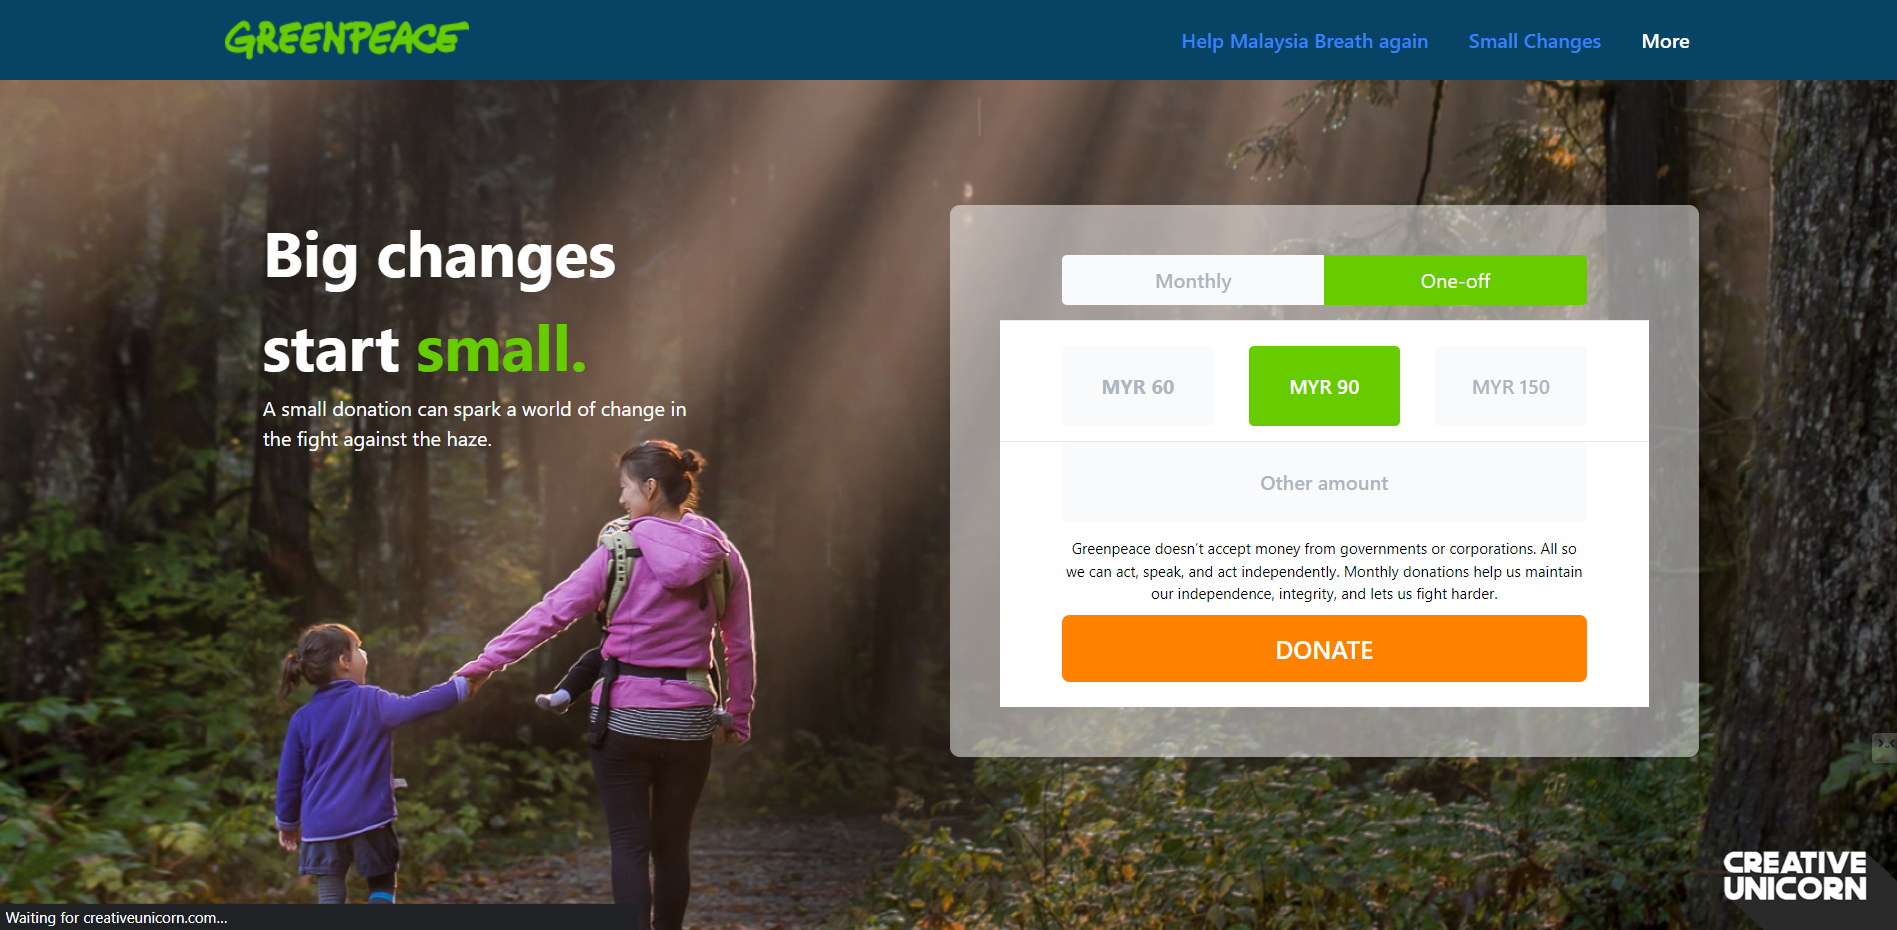 GREENPEACE
Help Malaysia Breath again
Small Changes
More
Big changes
start small.
A small donation can spark a world of change in
the fight against the haze.
Monthly
One-off
MYR 60
MYR 90
MYR 150
Other amount
Greenpeace doesn't accept money from governments or corporations. All so
we can act, speak, and act independently. Monthly donations help us maintain
our independence, integrity, and lets us fight harder.
DONATE
CREATIVE
UNICORN
Waiting for creativeunicorn.com...